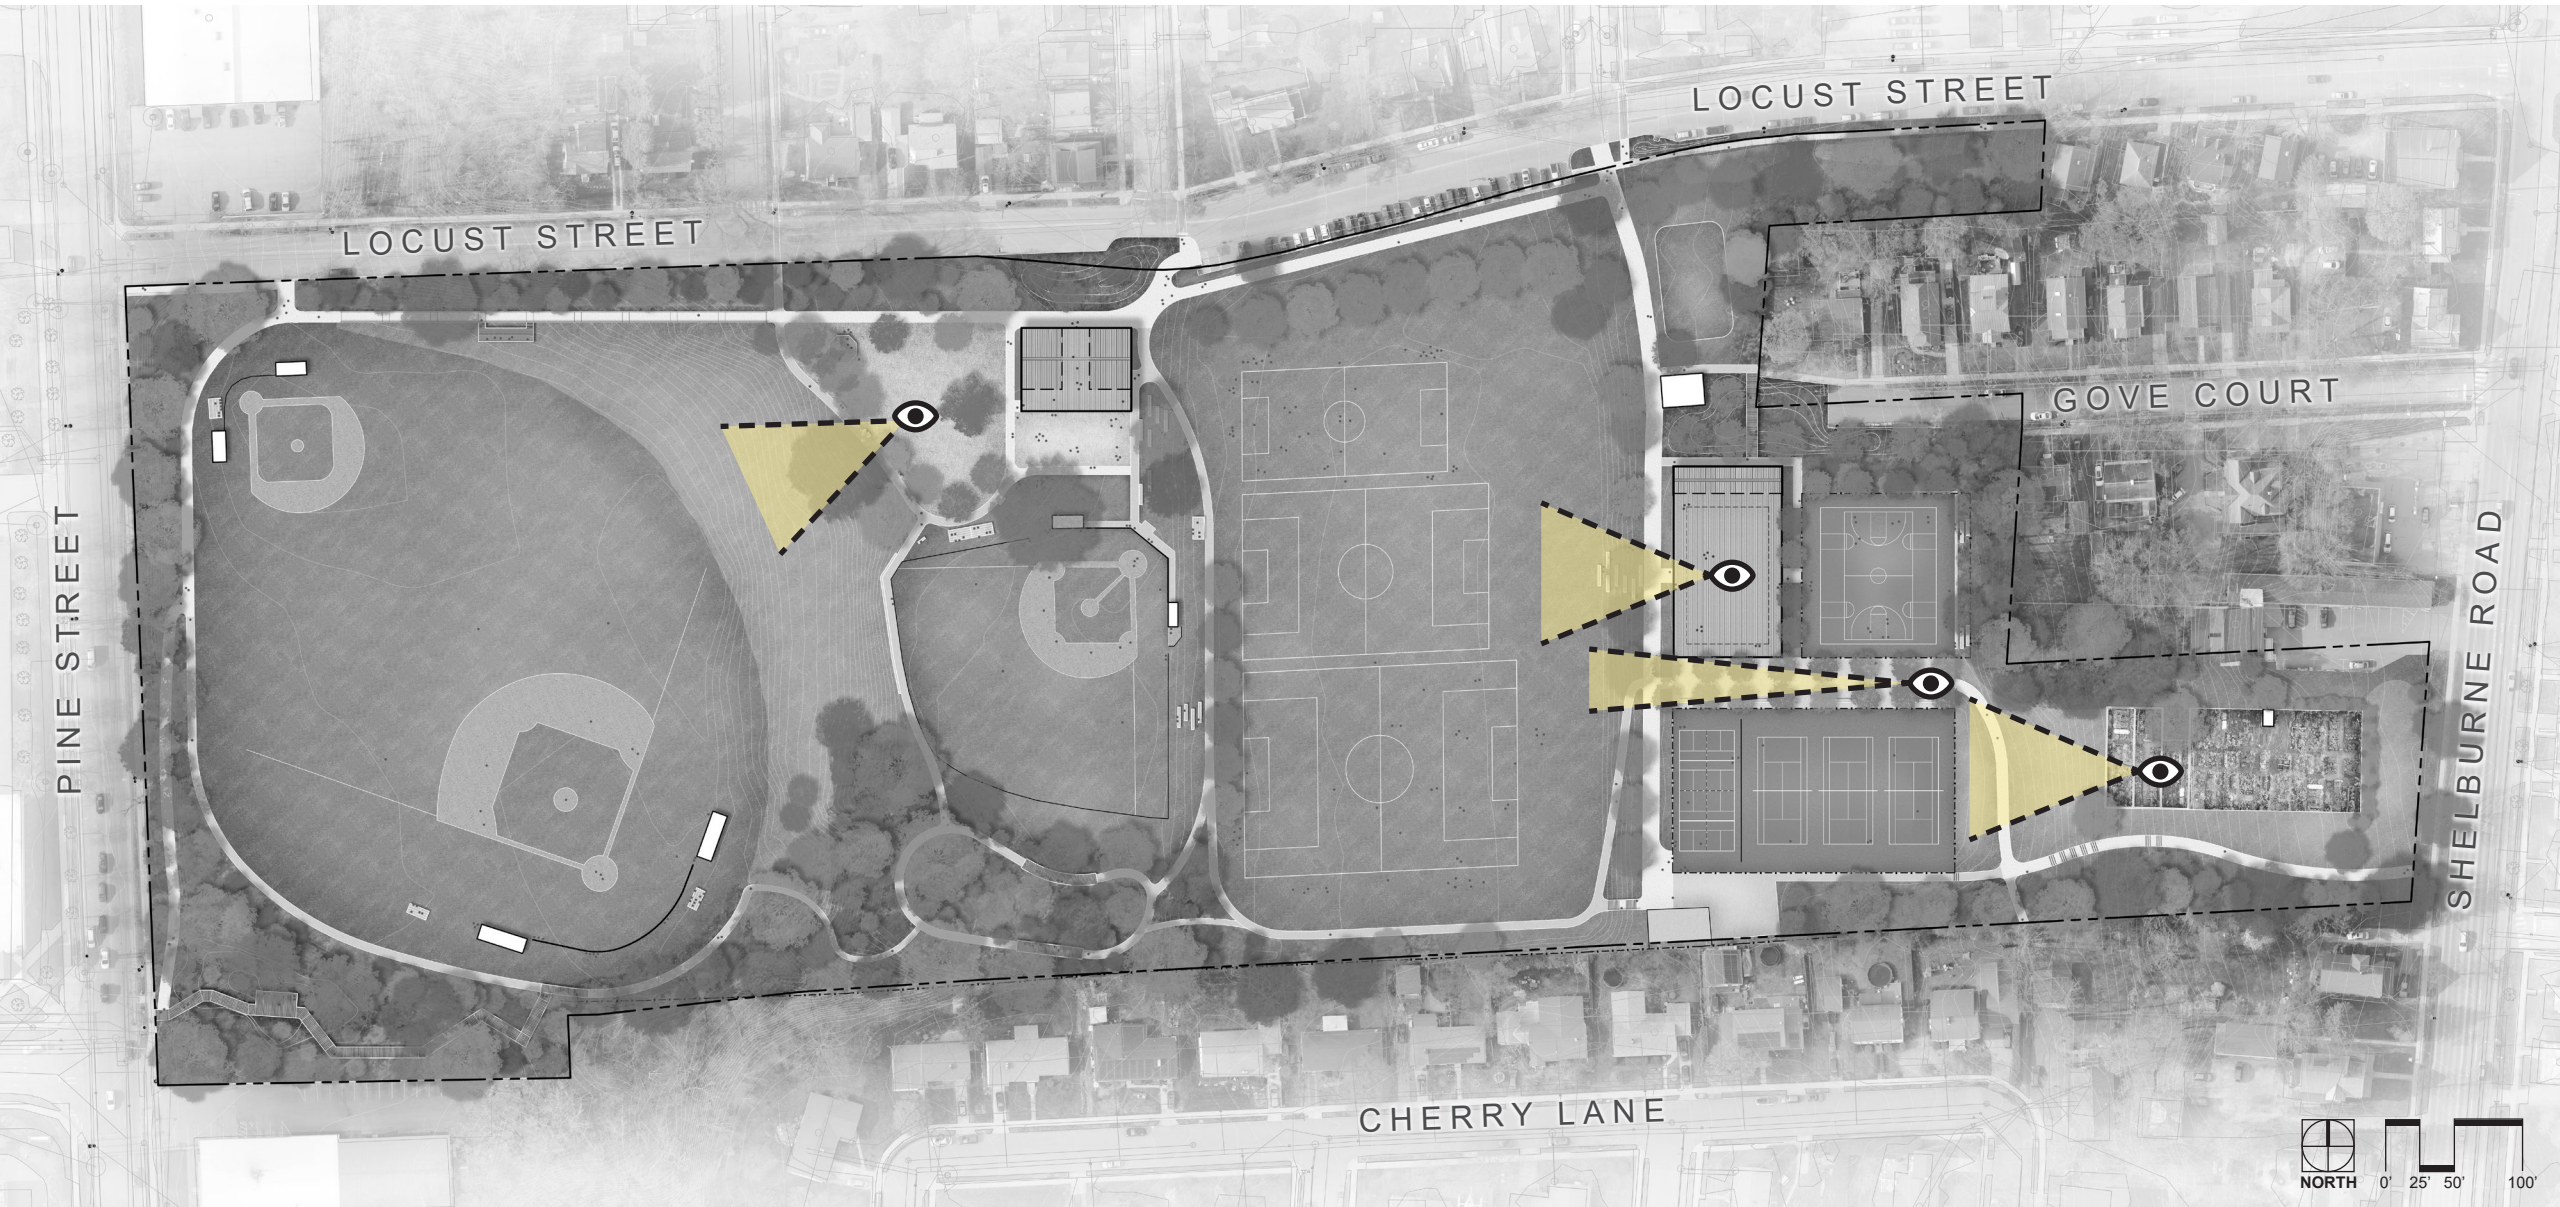 LOCUST STREET
LOCUST STREET
GOVE COURT
PINE STREET
SHELBURNE ROAD
CHERRY LANE
NORTH
0' 25' 50' 100'